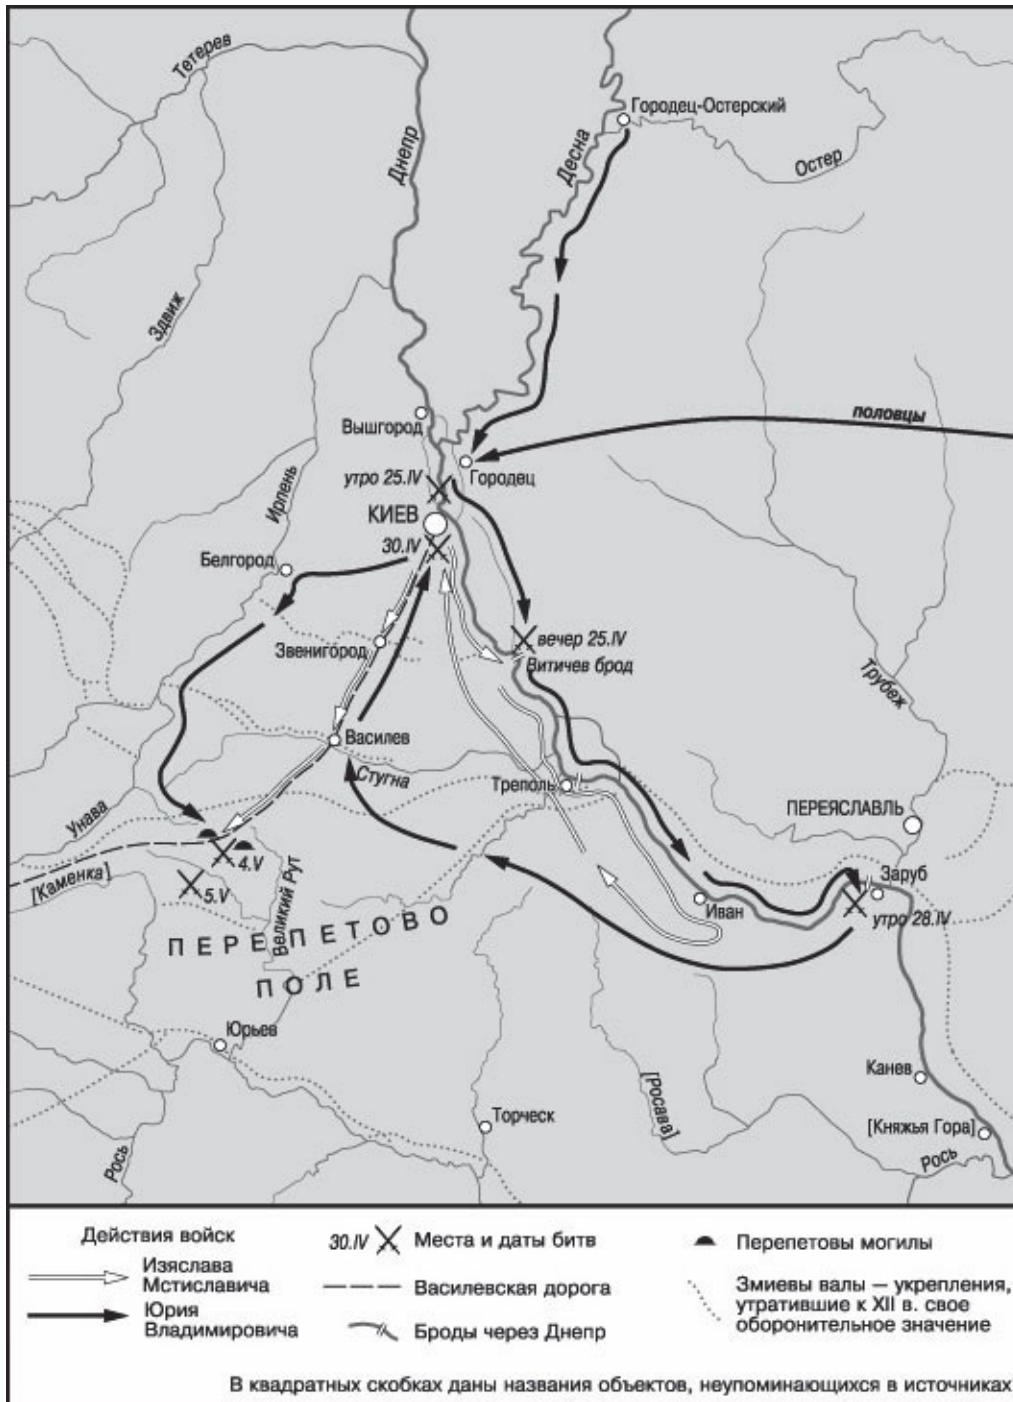 Тетерев
Днепр
Десна
Городец-Остерский
Остер
Здвиж
Вышгород
половцы
Городец
утро 25.IV
Ирпень
КИЕВ
30.IV
Белгород
Звенигород
вечер 25.IV
Витичев брод
Трубеж
Василев
Стугна
Треполь
ПЕРЕЯСЛАВЛЬ
Унава
4.V
[Каменка]
5.V
Великий Рут
Заруб
Иван
утро 28.IV
ПЕРЕПЕТОВО
ПОЛЕ
Юрьев
Канев
[Росава]
Торческ
[Княжья Гора]
Рось
Рось
Действия войск
Изяслава
Мстиславича
Юрия
Владимировича
30.IV Места и даты битв
Василевская дорога
Броды через Днепр
Перепетовы могилы
Змиевы валы — укрепления,
утратившие к XII в. свое
оборонительное значение
В квадратных скобках даны названия объектов, неупоминающихся в источниках